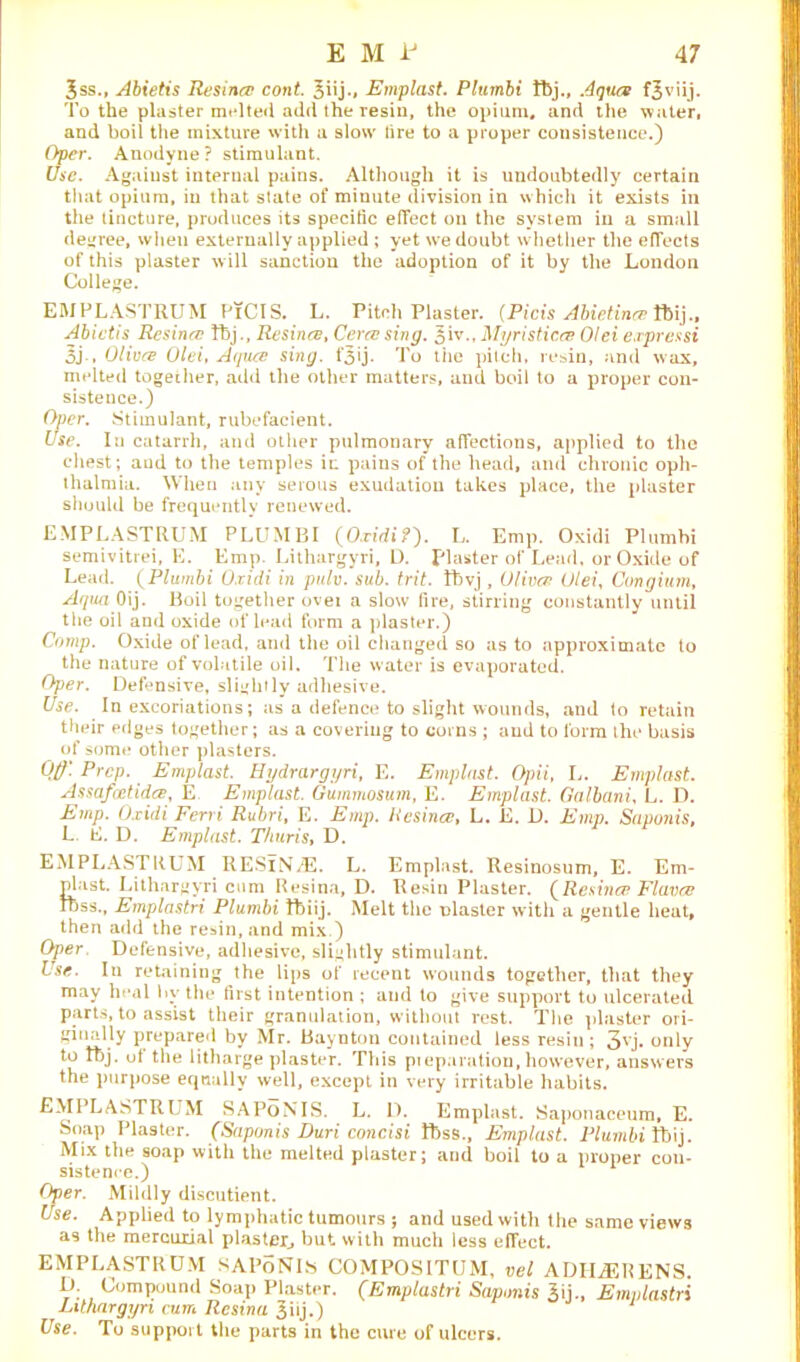 E M P 47
℥ss., Abietis Resinæ cont. ℥iij., Emplast. Plumbi ℔j., Aquæ f℥viij.
To the plaster melted add the resin, the opium, and the water,
and boil the mixture with a slow fire to a proper consistence.)
Oper. Anodyne? stimulant.
Use. Against internal pains. Although it is undoubtedly certain
that opium, in that state of minute division in which it exists in
the tincture, produces its specific effect on the system in a small
degree, when externally applied; yet we doubt whether the effects
of this plaster will sanction the adoption of it by the London
College.
EMPLASTRUM PĪCIS. L. Pitch Plaster. (Picis Abietinæ ℔ij.,
Abietis Resinæ ℔j., Resinæ, Ceræ sing. ℥iv., Myristicæ Olei expressi
℥j., Olivæ Olei, Aquæ sing. f℥ij. To the pitch, resin, and wax,
melted together, add the other matters, and boil to a proper con-
sistence.)
Oper. Stimulant, rubefacient.
Use. In catarrh, and other pulmonary affections, applied to the
chest; and to the temples in pains of the head, and chronic oph-
thalmia. When any serous exudation takes place, the plaster
should be frequently renewed.
EMPLASTRUM PLUMBI (Oxidi?). L. Emp. Oxidi Plumbi
semivitrei, E. Emp. Lithargyri, D. Plaster of Lead, or Oxide of
Lead. (Plumbi Oxidi in pulv. sub. trit. ℔vj, Olivæ Olei, Congium,
Aqua Oij. Boil together over a slow fire, stirring constantly until
the oil and oxide of lead form a plaster.)
Comp. Oxide of lead, and the oil changed so as to approximate to
the nature of volatile oil. The water is evaporated.
Oper. Defensive, slightly adhesive.
Use. In excoriations; as a defence to slight wounds, and to retain
their edges together; as a covering to corns; and to form the basis
of some other plasters.
Off. Prep. Emplast. Hydrargyri, E. Emplast. Opii, L. Emplast.
Assafœtidæ, E. Emplast. Gummosum, E. Emplast. Galbani, L. D.
Emp. Oxidi Ferri Rubri, E. Emp. Resinæ, L. E. D. Emp. Saponis,
L. E. D. Emplast. Thuris, D.
EMPLASTRUM RESĪNÆ. L. Emplast. Resinosum, E. Em-
plast. Lithargyri cum Resina, D. Resin Plaster. (Resinæ Flavæ
℔ss., Emplastri Plumbi ℔iij. Melt the plaster with a gentle heat,
then add the resin, and mix.)
Oper. Defensive, adhesive, slightly stimulant.
Use. In retaining the lips of recent wounds together, that they
may heal by the first intention; and to give support to ulcerated
parts, to assist their granulation, without rest. The plaster ori-
ginally prepared by Mr. Baynton contained less resin; ʒvj. only
to ℔j. of the litharge plaster. This preparation, however, answers
the purpose equally well, except in very irritable habits.
EMPLASTRUM SAPŌNIS. L. D. Emplast. Saponaceum, E.
Soap Plaster. (Saponis Duri concisi ℔ss., Emplast. Plumbi ℔ij.
Mix the soap with the melted plaster; and boil to a proper con-
sistence.)
Oper. Mildly discutient.
Use. Applied to lymphatic tumours; and used with the same views
as the mercurial plaster, but with much less effect.
EMPLASTRUM SAPŌNIS COMPOSITUM, vel ADHÆRENS.
D. Compound Soap Plaster. (Emplastri Saponis ℥ij., Emplastri
Lithargyri cum Resina ℥iij.)
Use. To support the parts in the cure of ulcers.